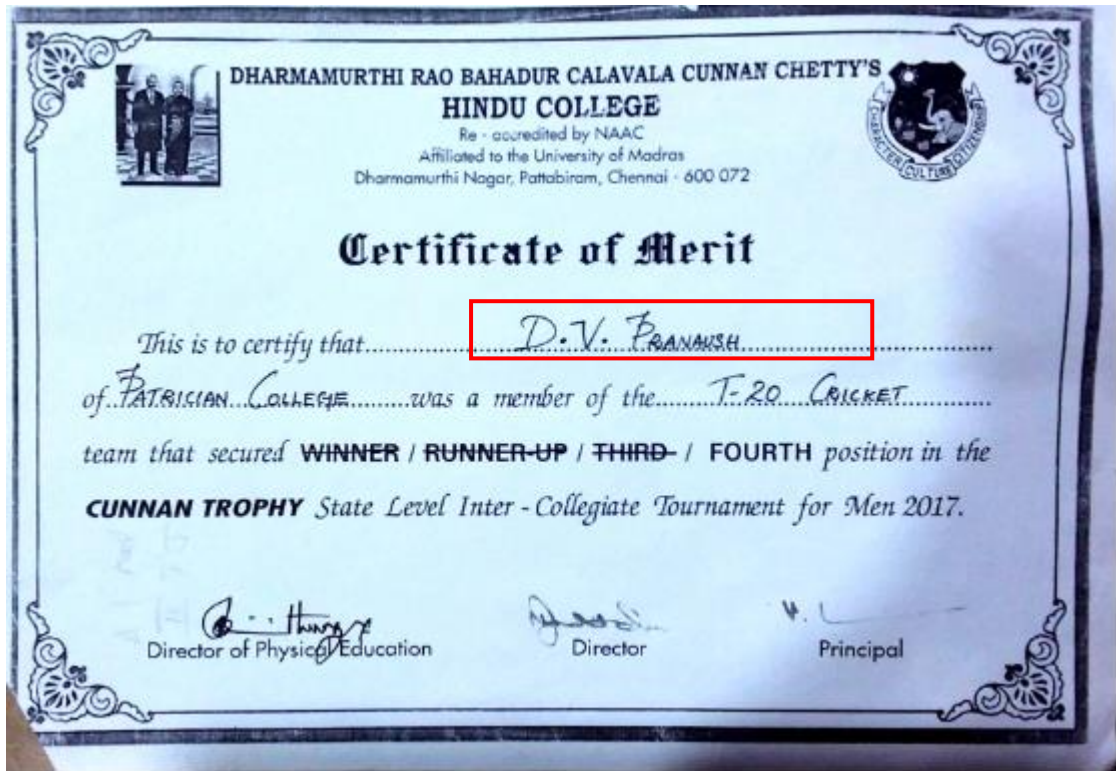 DHARMAMURTHI RAO BAHADUR CALAVALA CUNNAN CHETTY'S
HINDU COLLEGE
Re - accredited by NAAC
Affiliated to the University of Madras
Dharmamurthi Nagar, Pattabiram, Chennai - 600 072
CHARACTER CULTURE CITIZENSHIP
Certificate of Merit
This is to certify that D. V. PRANAUSH
of PATRICIAN COLLEGE was a member of the T-20 CRICKET
team that secured WINNER / RUNNER-UP / THIRD / FOURTH position in the
CUNNAN TROPHY State Level Inter - Collegiate Tournament for Men 2017.
Director of Physical Education Director Principal